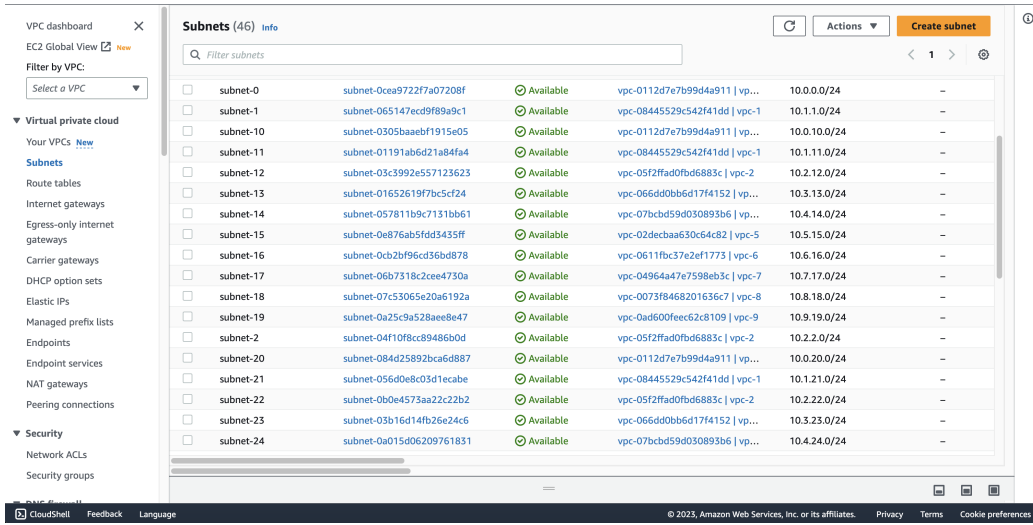 VPC dashboard
EC2 Global View New
Filter by VPC:
Select a VPC
Virtual private cloud
Your VPCs New
Subnets
Route tables
Internet gateways
Egress-only internet
gateways
Carrier gateways
DHCP option sets
Elastic IPs
Managed prefix lists
Endpoints
Endpoint services
NAT gateways
Peering connections
Security
Network ACLs
Security groups
DNS firewall
Subnets (46) Info
Actions
Create subnet
Filter subnets
1
subnet-0 subnet-0cea9722f7a07208f Available vpc-0112d7e7b99d4a911 | vp... 10.0.0.0/24 –
subnet-1 subnet-065147ecd9f89a9c1 Available vpc-08445529c542f41dd | vpc-1 10.1.1.0/24 –
subnet-10 subnet-0305baaebf1915e05 Available vpc-0112d7e7b99d4a911 | vp... 10.0.10.0/24 –
subnet-11 subnet-01191ab6d21a84fa4 Available vpc-08445529c542f41dd | vpc-1 10.1.11.0/24 –
subnet-12 subnet-03c3992e557123623 Available vpc-05f2ffad0fbd6883c | vpc-2 10.2.12.0/24 –
subnet-13 subnet-01652619f7bc5cf24 Available vpc-066dd0bb6d17f4152 | vp... 10.3.13.0/24 –
subnet-14 subnet-057811b9c7131bb61 Available vpc-07bcbd59d030893b6 | vp... 10.4.14.0/24 –
subnet-15 subnet-0e876ab5fdd3435ff Available vpc-02decbaa630c64c82 | vpc-5 10.5.15.0/24 –
subnet-16 subnet-0cb2bf96cd36bd878 Available vpc-0611fbc37e2ef1773 | vpc-6 10.6.16.0/24 –
subnet-17 subnet-06b7318c2cee4730a Available vpc-04964a47e7598eb3c | vpc-7 10.7.17.0/24 –
subnet-18 subnet-07c53065e20a6192a Available vpc-0073f8468201636c7 | vpc-8 10.8.18.0/24 –
subnet-19 subnet-0a25c9a528aee8e47 Available vpc-0ad600feec62c8109 | vpc-9 10.9.19.0/24 –
subnet-2 subnet-04f10f8cc89486b0d Available vpc-05f2ffad0fbd6883c | vpc-2 10.2.2.0/24 –
subnet-20 subnet-084d25892bca6d887 Available vpc-0112d7e7b99d4a911 | vp... 10.0.20.0/24 –
subnet-21 subnet-056d0e8c03d1ecabe Available vpc-08445529c542f41dd | vpc-1 10.1.21.0/24 –
subnet-22 subnet-0b0e4573aa22c22b2 Available vpc-05f2ffad0fbd6883c | vpc-2 10.2.22.0/24 –
subnet-23 subnet-03b16d14fb26e24c6 Available vpc-066dd0bb6d17f4152 | vp... 10.3.23.0/24 –
subnet-24 subnet-0a015d06209761831 Available vpc-07bcbd59d030893b6 | vp... 10.4.24.0/24 –
CloudShell Feedback Language © 2023, Amazon Web Services, Inc. or its affiliates. Privacy Terms Cookie preferences